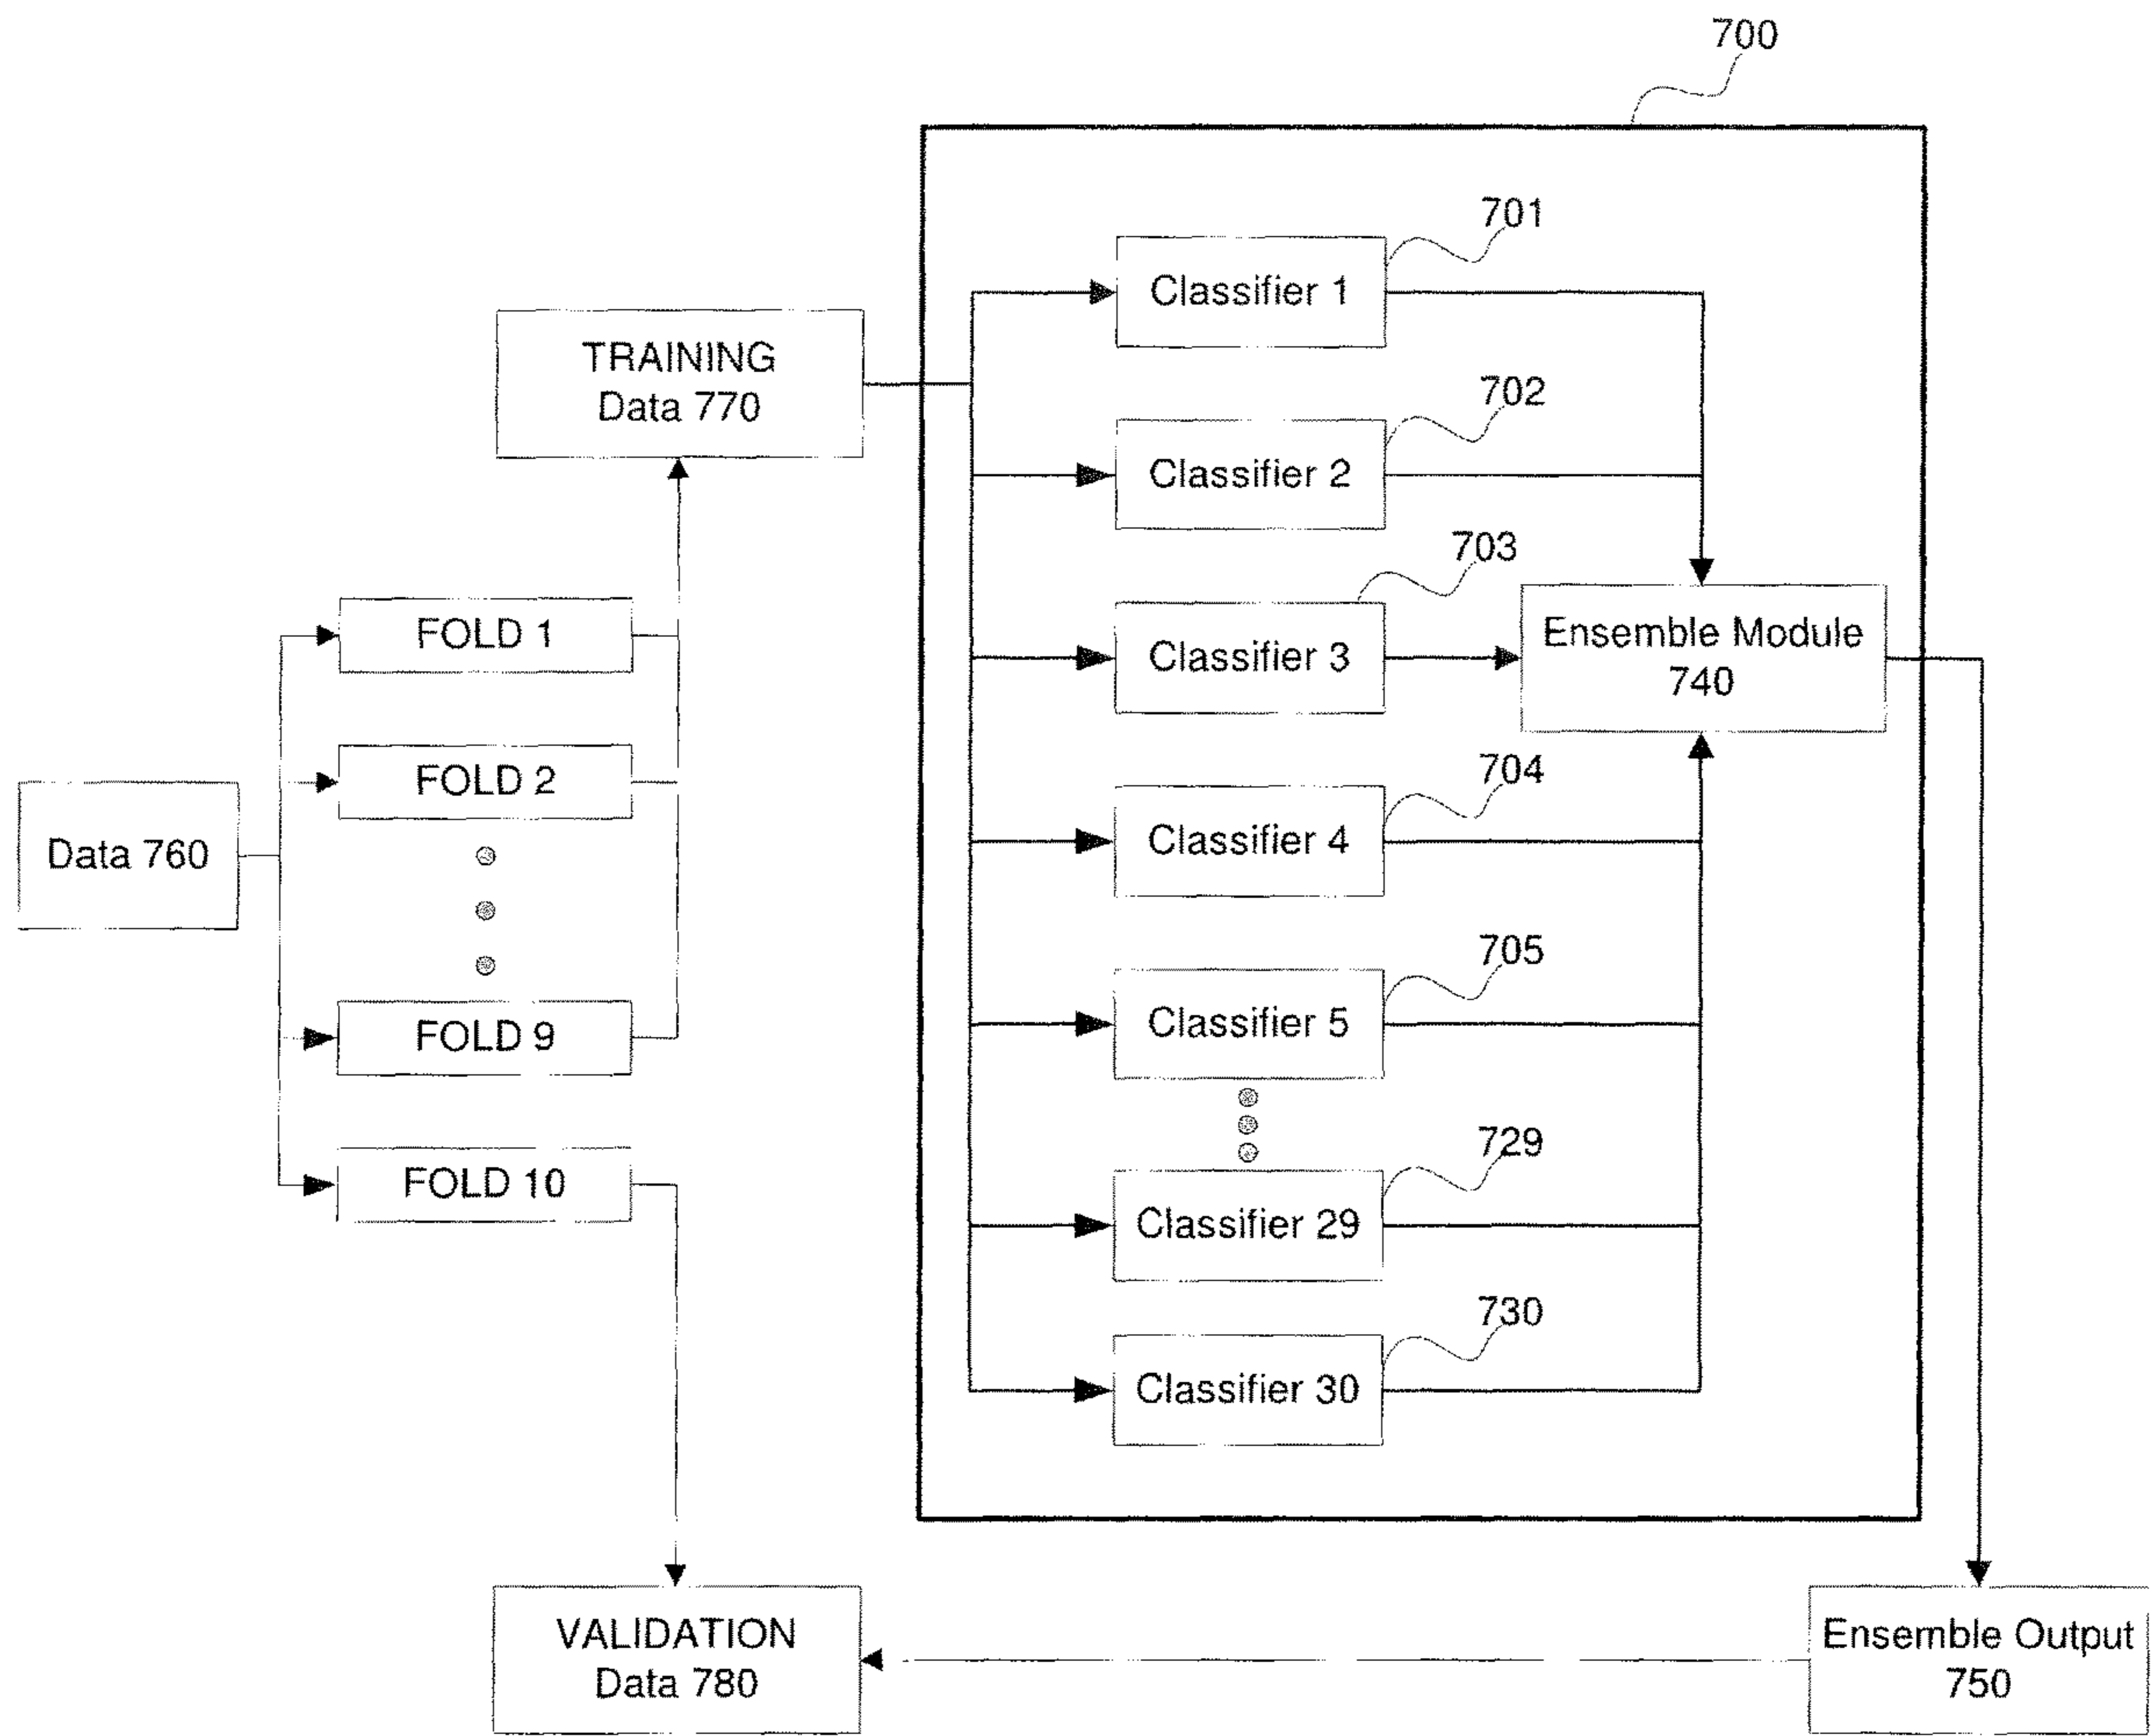 700
701
Classifier 1
TRAINING
Data 770
702
Classifier 2
703
Classifier 3
Ensemble Module
740
FOLD 1
FOLD 2
Data 760
704
Classifier 4
705
Classifier 5
FOLD 9
FOLD 10
729
Classifier 29
730
Classifier 30
VALIDATION
Data 780
Ensemble Output
750